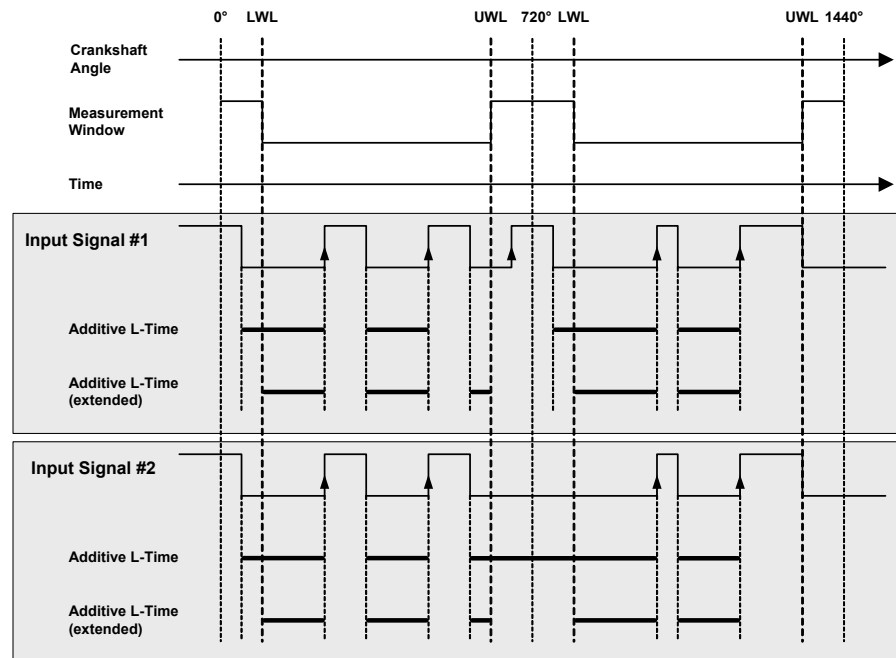 0° LWL UWL 720° LWL UWL 1440°
Crankshaft
Angle
Measurement
Window
Time
Input Signal #1
Additive L-Time
Additive L-Time
(extended)
Input Signal #2
Additive L-Time
Additive L-Time
(extended)